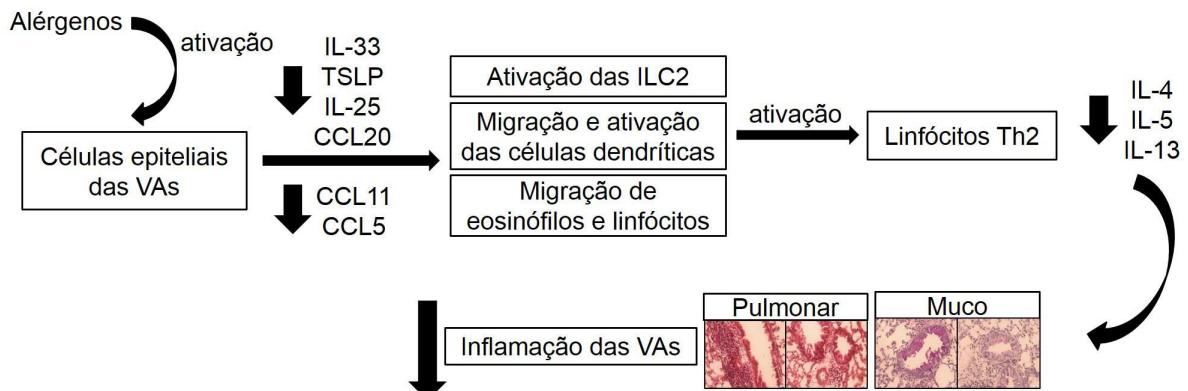 Alérgenos
ativação
IL-33
TSLP
IL-25
CCL20
Células epiteliais
das VAs
CCL11
CCL5
Ativação das ILC2
Migração e ativação
das células dendríticas
Migração de
eosinófilos e linfócitos
ativação
Linfócitos Th2
IL-4
IL-5
IL-13
Inflamação das VAs
Pulmonar
Muco